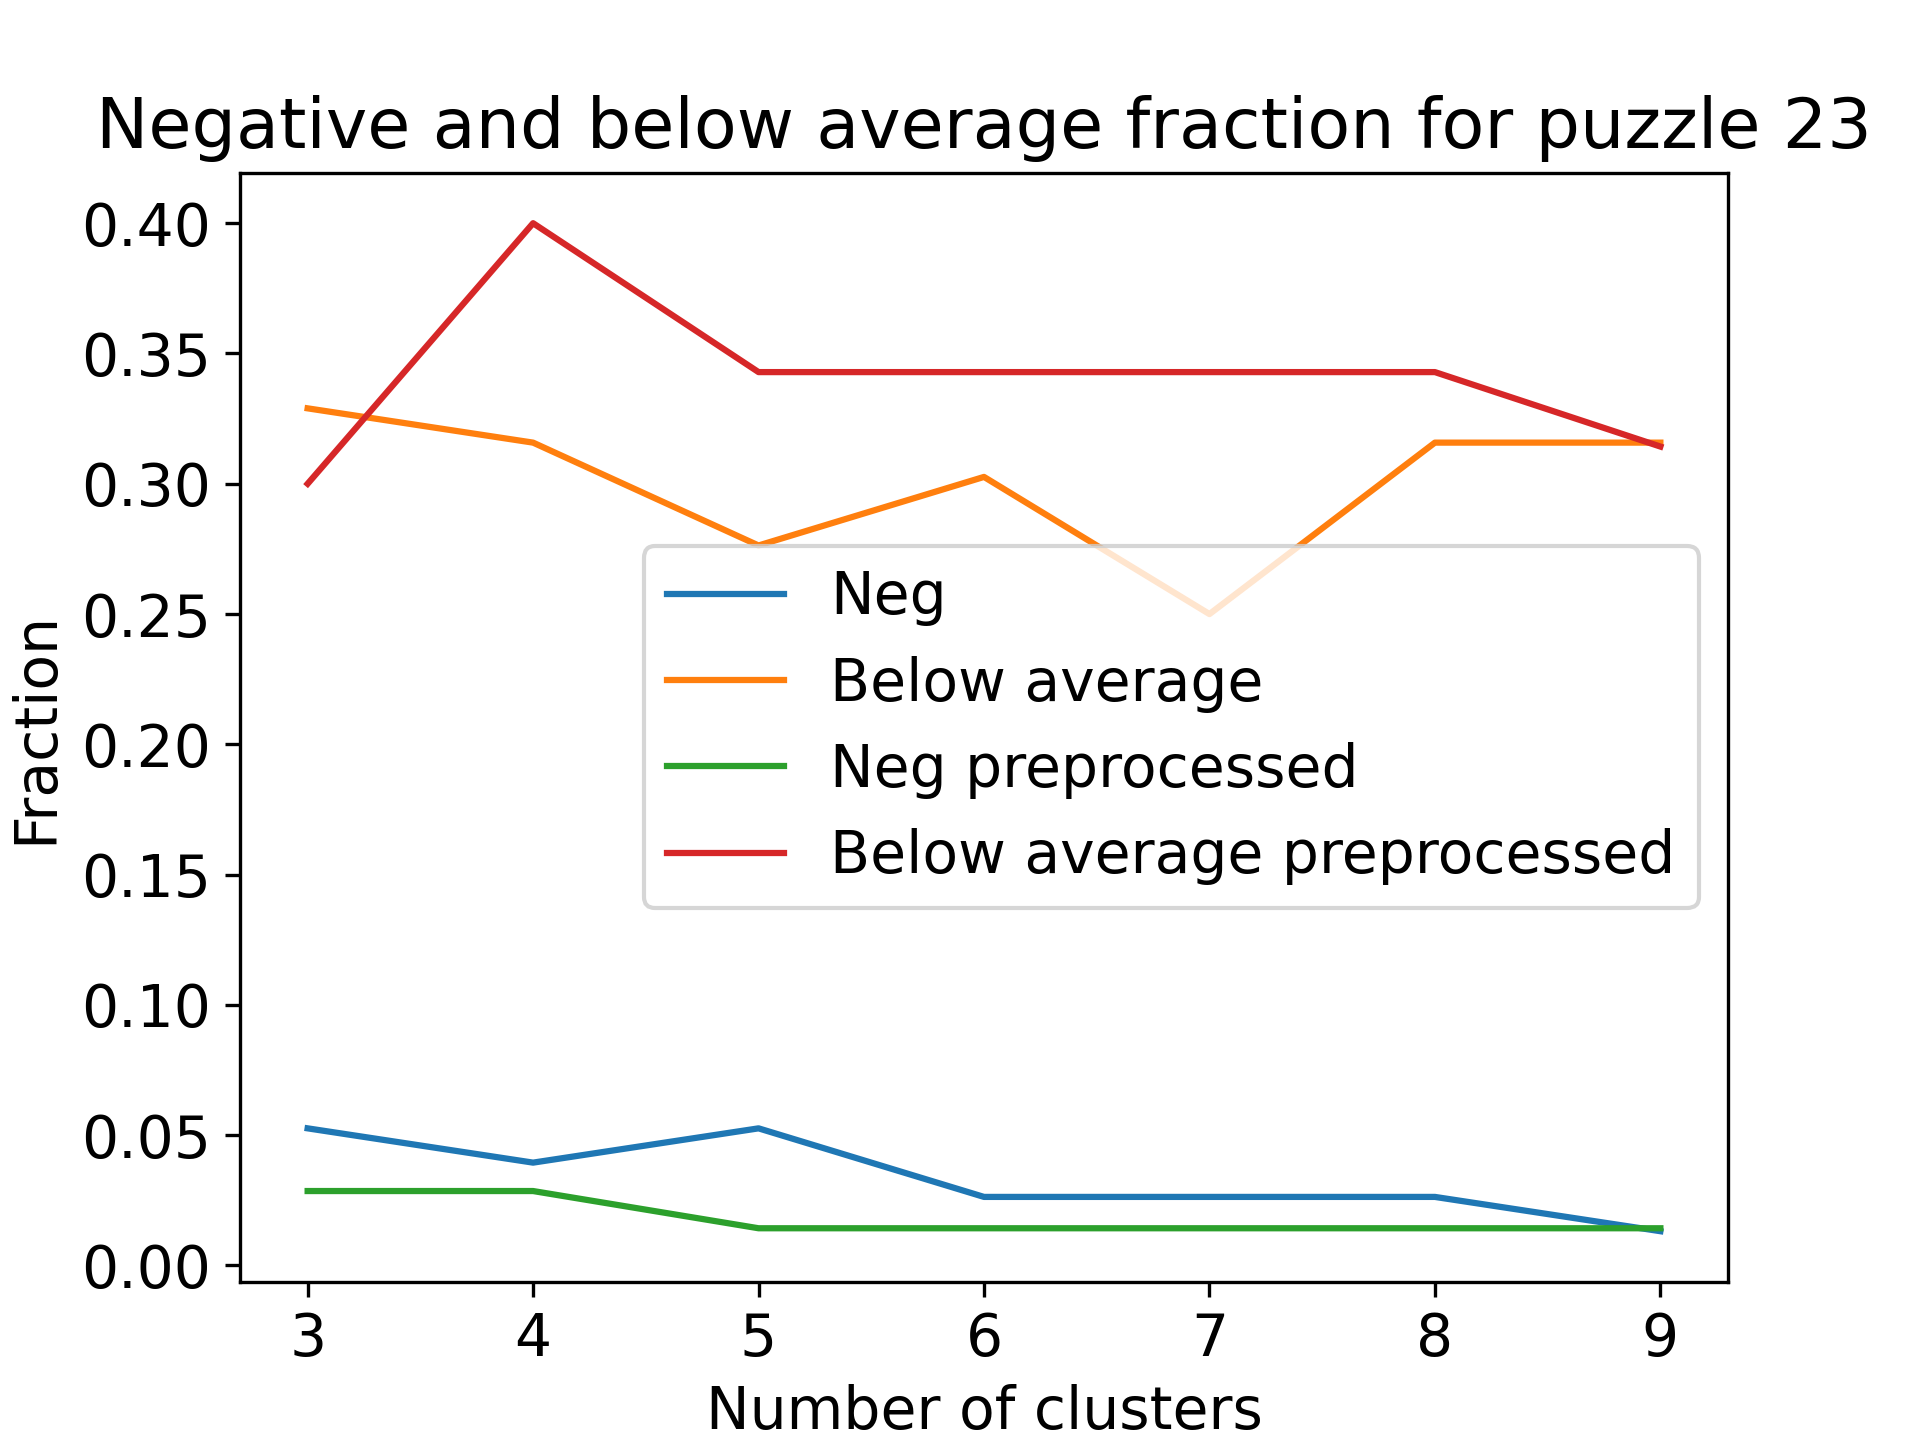 Negative and below average fraction for puzzle 23
0.40
0.35
0.30
0.25
0.20
0.15
0.10
0.05
0.00
Fraction
Neg
Below average
Neg preprocessed
Below average preprocessed
3 4 5 6 7 8 9
Number of clusters